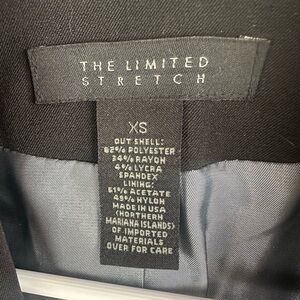 THE LIMITED
STRETCH
XS
OUT SHELL:
62% POLYESTER
34% RAYON
4% LYCRA
SPANDEX
LINING:
51% ACETATE
49% NYLON
MADE IN USA
(NORTHERN
MARIANA ISLANDS)
OF IMPORTED
MATERIALS
OVER FOR CARE